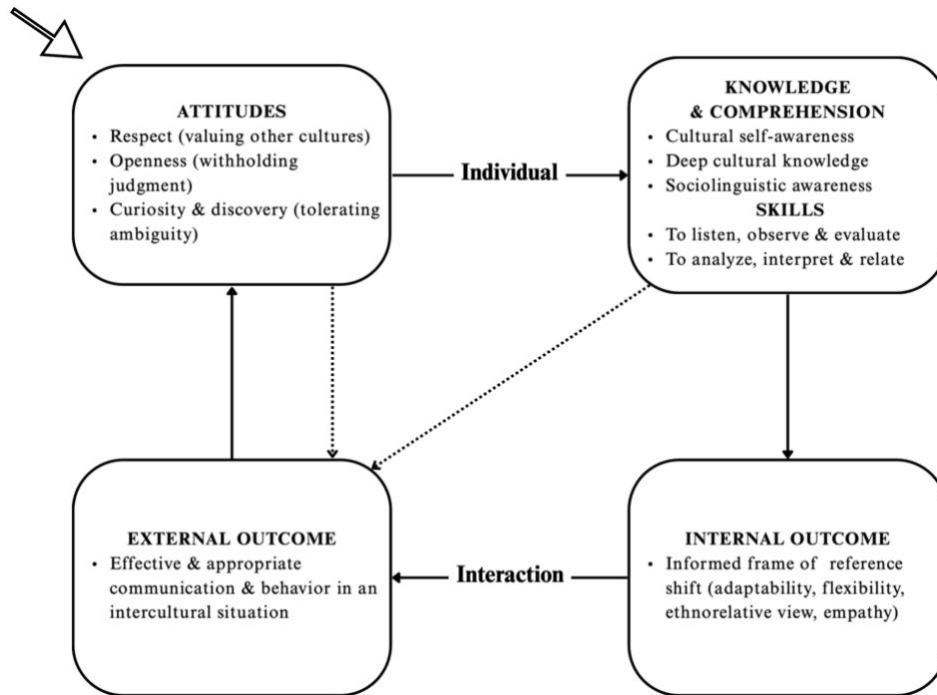 ATTITUDES
• Respect (valuing other cultures)
• Openness (withholding
judgment)
• Curiosity & discovery (tolerating
ambiguity)
Individual
KNOWLEDGE
& COMPREHENSION
• Cultural self-awareness
• Deep cultural knowledge
• Sociolinguistic awareness
SKILLS
• To listen, observe & evaluate
• To analyze, interpret & relate
EXTERNAL OUTCOME
• Effective & appropriate
communication & behavior in an
intercultural situation
Interaction
INTERNAL OUTCOME
• Informed frame of reference
shift (adaptability, flexibility,
ethnorelative view, empathy)